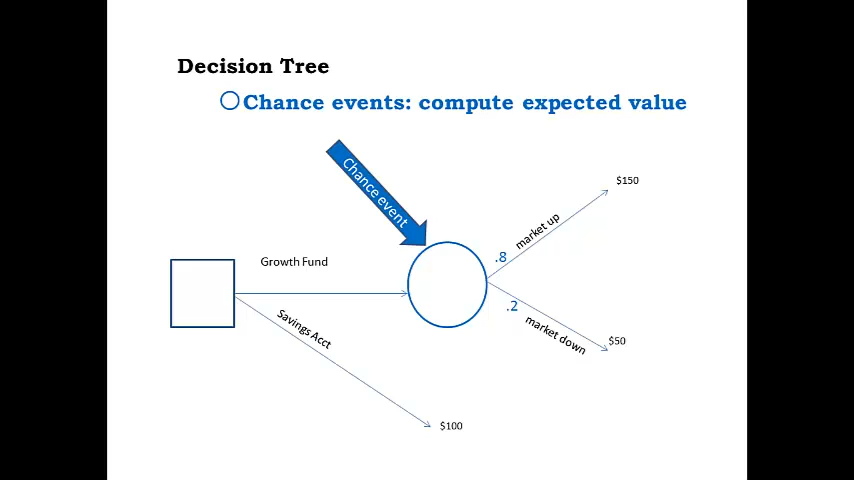 Decision Tree
Chance events: compute expected value
Chance event
$150
market up
.8
Growth Fund
.2
Savings Acct
market down
$50
$100